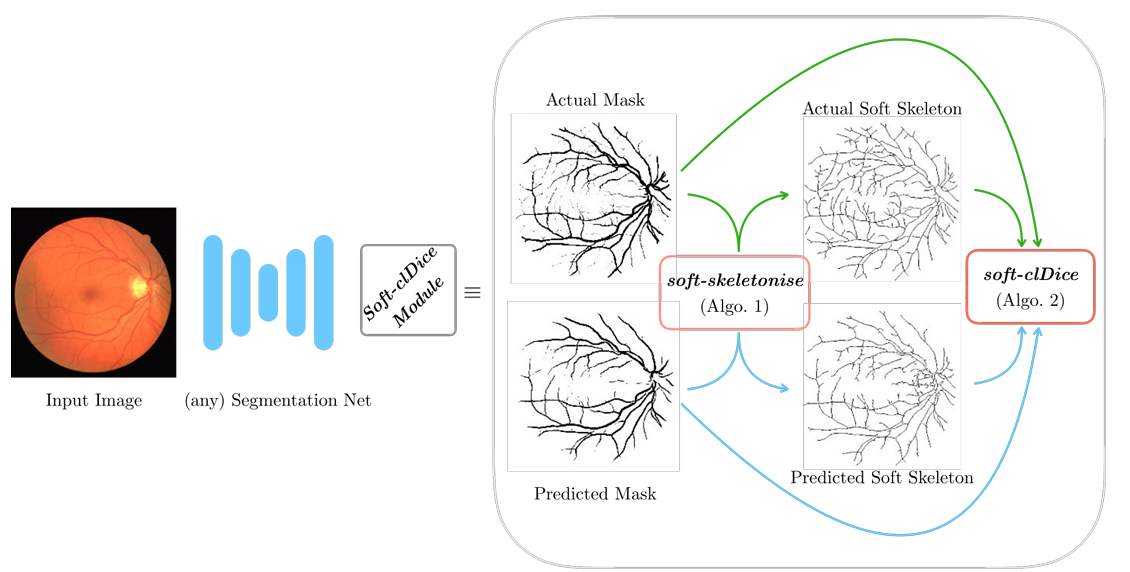 Input Image
(any) Segmentation Net
Soft-clDice
Module
≡
Actual Mask
Actual Soft Skeleton
soft-skeletonise
(Algo. 1)
soft-clDice
(Algo. 2)
Predicted Mask
Predicted Soft Skeleton